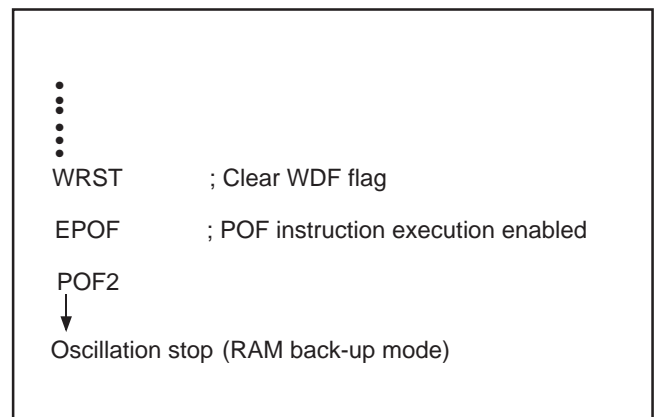 WRST ; Clear WDF flag
EPOF ; POF instruction execution enabled
POF2
Oscillation stop (RAM back-up mode)